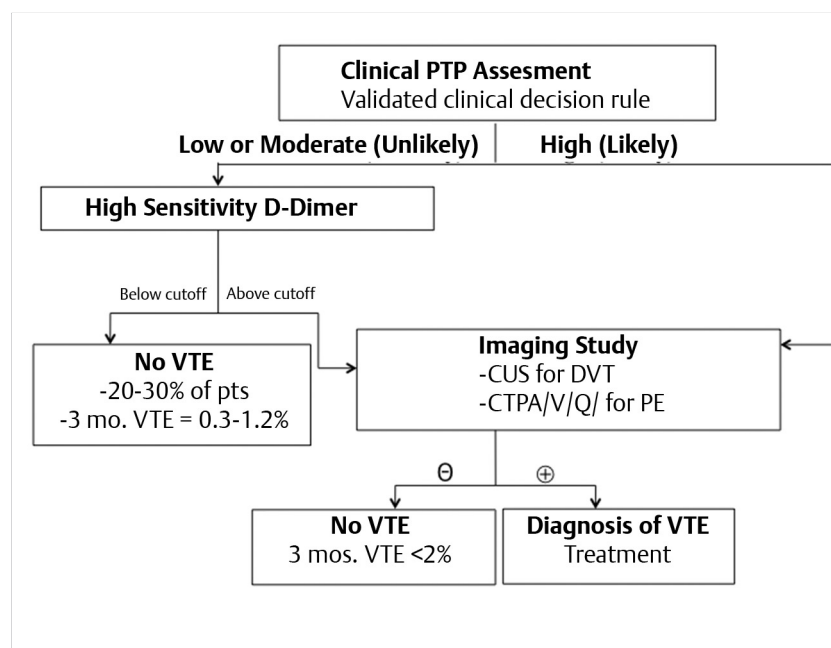 Clinical PTP Assesment
Validated clinical decision rule
Low or Moderate (Unlikely)
High (Likely)
High Sensitivity D-Dimer
Below cutoff
Above cutoff
No VTE
-20-30% of pts
-3 mo. VTE = 0.3-1.2%
Imaging Study
-CUS for DVT
-CTPA/V/Q/ for PE
Θ
⊕
No VTE
3 mos. VTE <2%
Diagnosis of VTE
Treatment